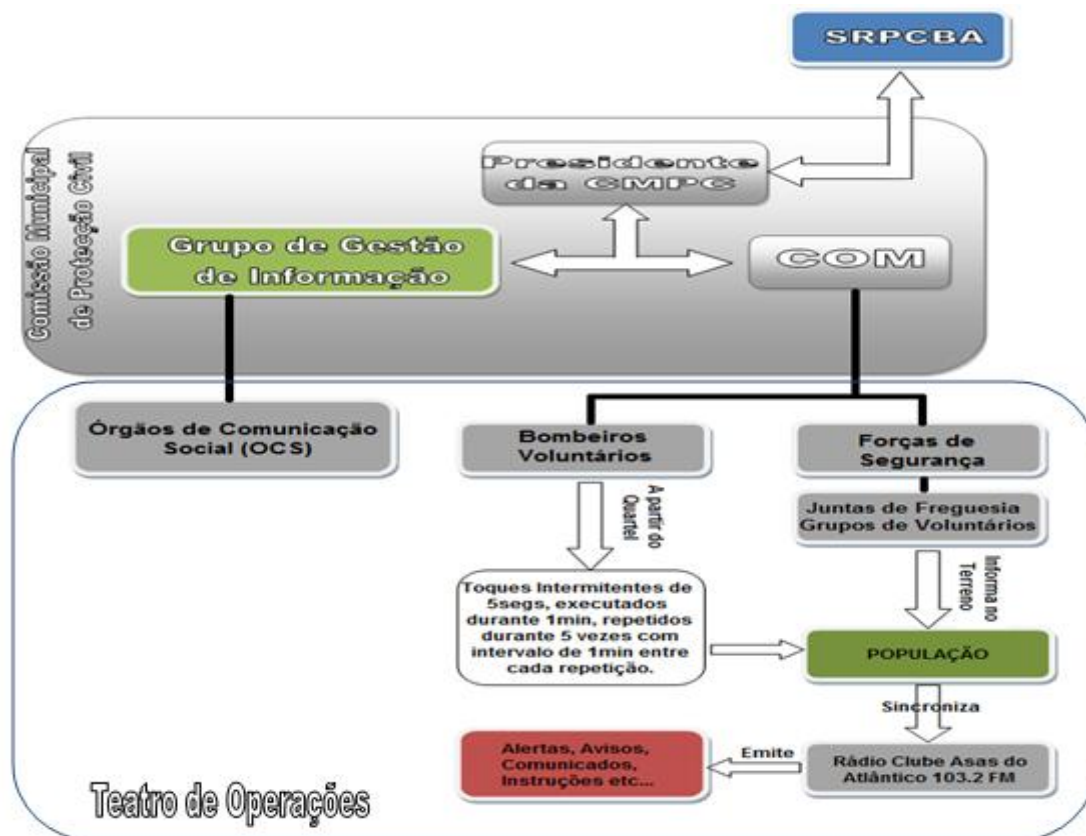 SRPCBA
Comissão Municipal
de Protecção Civil
Presidente
da CMPC
Grupo de Gestão
de Informação
COM
Órgãos de Comunicação
Social (OCS)
Bombeiros
Voluntários
Forças de
Segurança
A partir do
Quartel
Juntas de Freguesia
Grupos de Voluntários
Informa no
Terreno
Toques Intermitentes de
5segs, executados
durante 1min, repetidos
durante 5 vezes com
intervalo de 1min entre
cada repetição.
POPULAÇÃO
Sincroniza
Alertas, Avisos,
Comunicados,
Instruções etc...
Emite
Rádio Clube Asas do
Atlântico 103.2 FM
Teatro de Operações